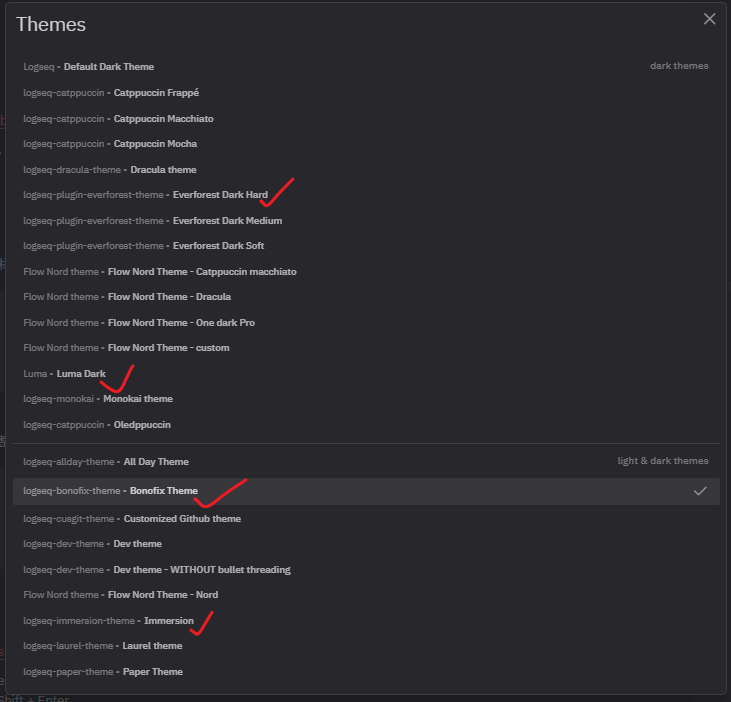 Themes
Logseq - Default Dark Theme dark themes
logseq-catppuccin - Catppuccin Frappé
logseq-catppuccin - Catppuccin Macchiato
logseq-catppuccin - Catppuccin Mocha
logseq-dracula-theme - Dracula theme
logseq-plugin-everforest-theme - Everforest Dark Hard
logseq-plugin-everforest-theme - Everforest Dark Medium
logseq-plugin-everforest-theme - Everforest Dark Soft
Flow Nord theme - Flow Nord Theme - Catppuccin macchiato
Flow Nord theme - Flow Nord Theme - Dracula
Flow Nord theme - Flow Nord Theme - One dark Pro
Flow Nord theme - Flow Nord Theme - custom
Luma - Luma Dark
logseq-monokai - Monokai theme
logseq-catppuccin - Oledppuccin
logseq-allday-theme - All Day Theme light & dark themes
logseq-bonofix-theme - Bonofix Theme
logseq-cusgit-theme - Customized Github theme
logseq-dev-theme - Dev theme
logseq-dev-theme - Dev theme - WITHOUT bullet threading
Flow Nord theme - Flow Nord Theme - Nord
logseq-immersion-theme - Immersion
logseq-laurel-theme - Laurel theme
logseq-paper-theme - Paper Theme
Shift + Enter